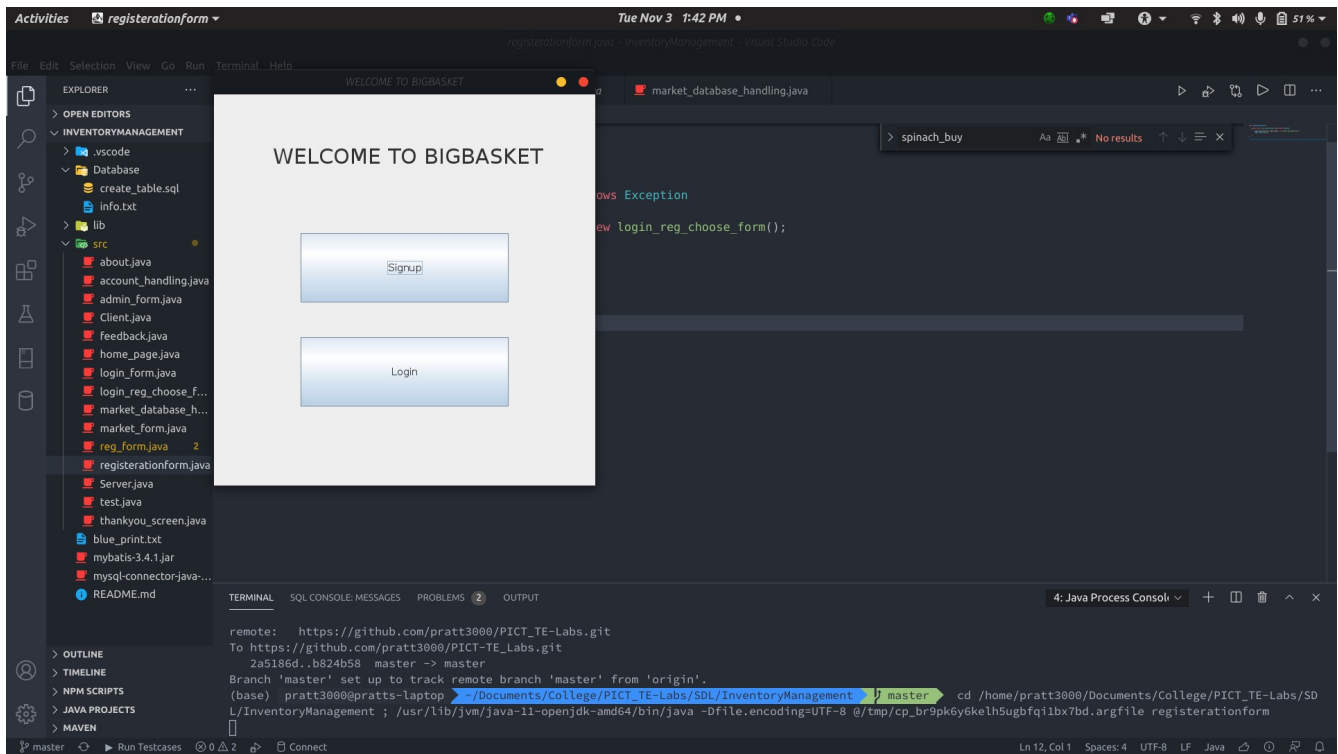 Activities registerationform Tue Nov 3 1:42 PM 51%
registerationform.java - InventoryManagement - Visual Studio Code
File Edit Selection View Go Run Terminal Help
WELCOME TO BIGBASKET
EXPLORER
market_database_handling.java
OPEN EDITORS
INVENTORYMANAGEMENT
.vscode
Database
create_table.sql
info.txt
lib
src
about.java
account_handling.java
admin_form.java
Client.java
feedback.java
home_page.java
login_form.java
login_reg_choose_f...
market_database_h...
market_form.java
reg_form.java 2
registerationform.java
Server.java
test.java
thankyou_screen.java
blue_print.txt
mybatis-3.4.1.jar
mysql-connector-java-...
README.md
OUTLINE
TIMELINE
NPM SCRIPTS
JAVA PROJECTS
MAVEN
WELCOME TO BIGBASKET
Signup
Login
> spinach_buy Aa Abl .* No results
ows Exception
ew login_reg_choose_form();
TERMINAL SQL CONSOLE: MESSAGES PROBLEMS 2 OUTPUT 4: Java Process Consol
remote: https://github.com/pratt3000/PICT_TE-Labs.git
To https://github.com/pratt3000/PICT-TE_Labs.git
2a5186d..b824b58 master -> master
Branch 'master' set up to track remote branch 'master' from 'origin'.
(base) pratt3000@pratts-laptop ~/Documents/College/PICT_TE-Labs/SDL/InventoryManagement master cd /home/pratt3000/Documents/College/PICT_TE-Labs/SD
L/InventoryManagement ; /usr/lib/jvm/java-11-openjdk-amd64/bin/java -Dfile.encoding=UTF-8 @/tmp/cp_br9pk6y6kelh5ugbfqi1bx7bd.argfile registerationform
master Run Testcases 0 2 Connect Ln 12, Col 1 Spaces: 4 UTF-8 LF Java